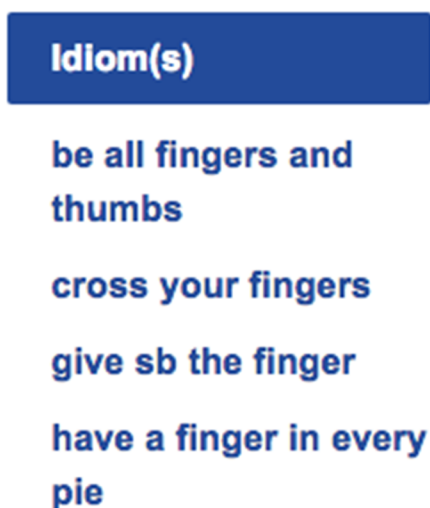 Idiom(s)
be all fingers and
thumbs
cross your fingers
give sb the finger
have a finger in every
pie